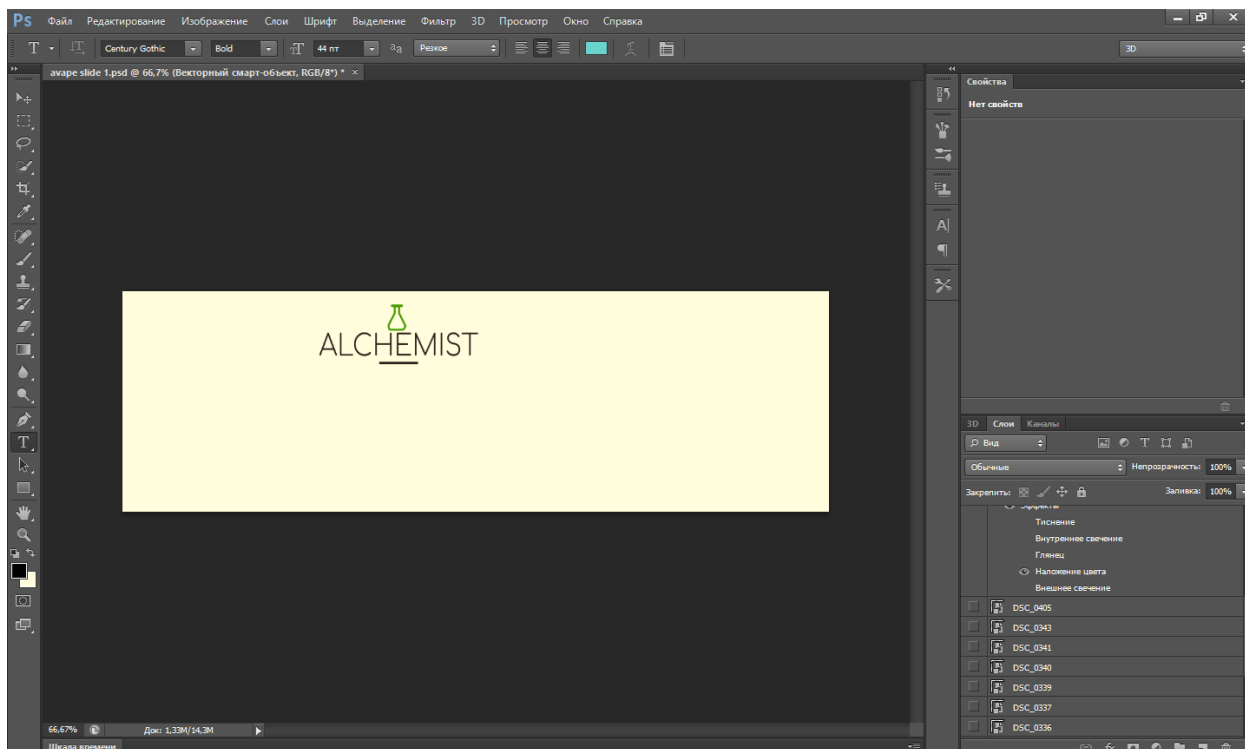 Ps Файл Редактирование Изображение Слои Шрифт Выделение Фильтр 3D Просмотр Окно Справка
T Century Gothic Bold 44 пт Резкое 3D
avape slide 1.psd @ 66,7% (Векторный смарт-объект, RGB/8*) * ×
Свойства
Нет свойств
ALCHEMIST
3D Слои Каналы
Вид
Обычные Непрозрачность: 100%
Закрепить: Заливка: 100%
Эффекты
Тиснение
Внутреннее свечение
Глянец
Наложение цвета
Внешнее свечение
DSC_0405
DSC_0343
DSC_0341
DSC_0340
DSC_0339
DSC_0337
DSC_0336
66,67% Док: 1,33M/14,3M
Шкала времени